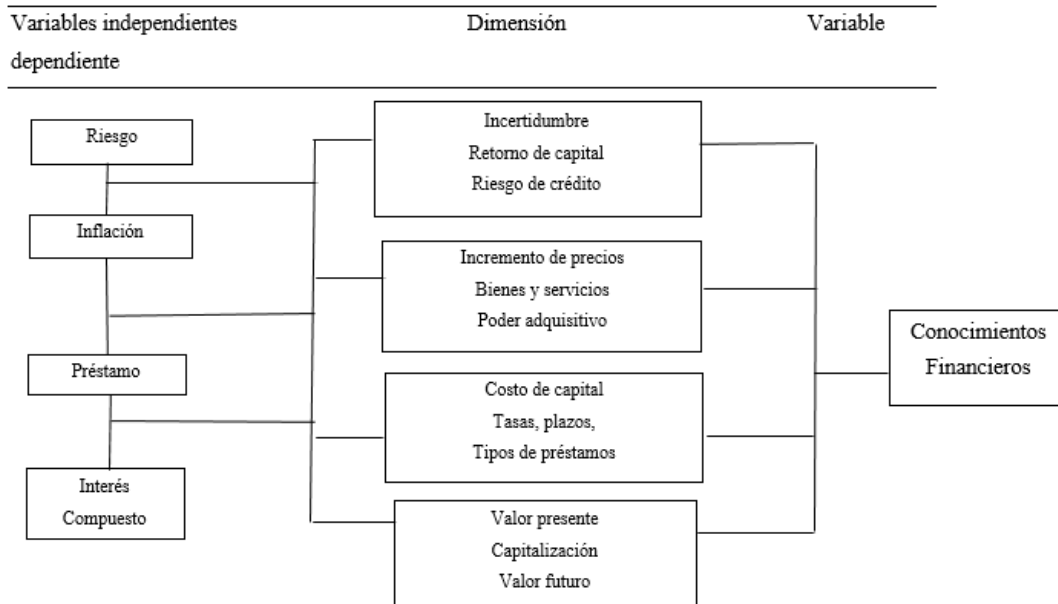 Variables independientes Dimensión Variable
dependiente
Riesgo
Inflación
Préstamo
Interés
Compuesto
Incertidumbre
Retorno de capital
Riesgo de crédito
Incremento de precios
Bienes y servicios
Poder adquisitivo
Costo de capital
Tasas, plazos,
Tipos de préstamos
Valor presente
Capitalización
Valor futuro
Conocimientos
Financieros